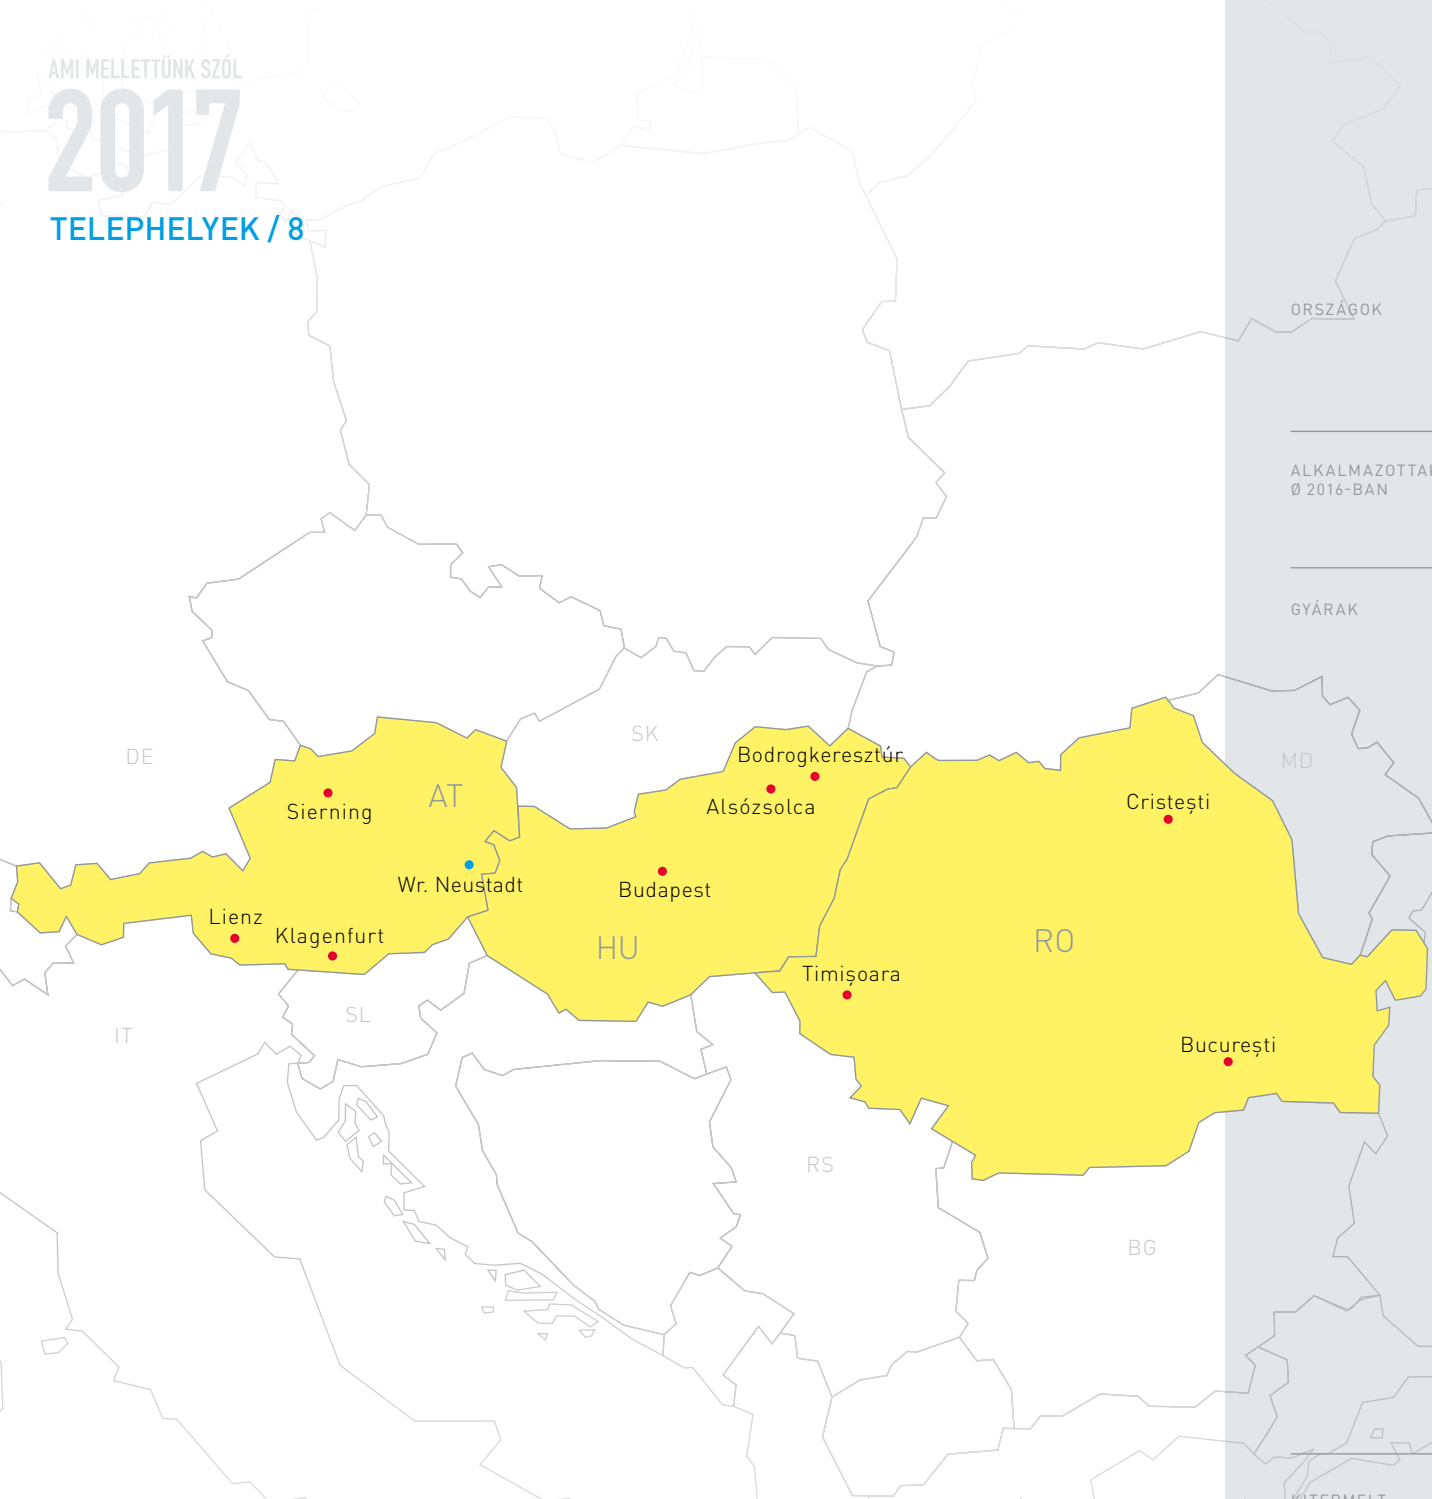 AMI MELLETTÜNK SZÓL
2017
TELEPHELYEK / 8
ORSZÁGOK
ALKALMAZOTTAK
Ø 2016-BAN
GYÁRAK
SK
DE
Bodrogkeresztúr
MD
AT
Sierning
Alsózsolca
Cristești
Wr. Neustadt
Budapest
Lienz
Klagenfurt
HU
RO
Timișoara
SL
IT
București
RS
BG
KITERMELT